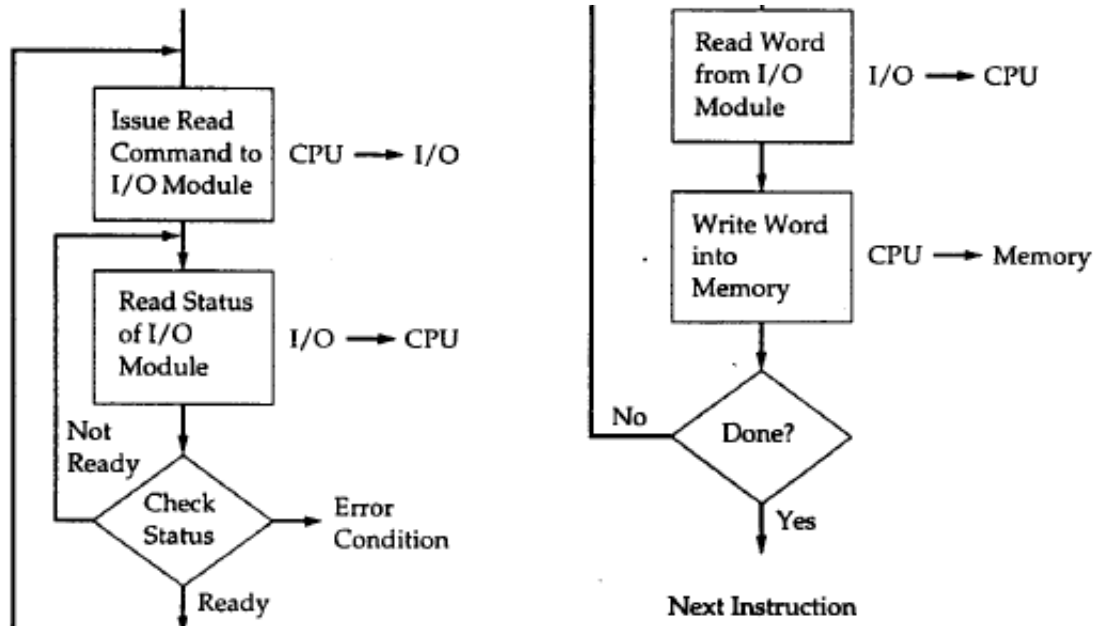 Issue Read
Command to
I/O Module
CPU → I/O
Read Status
of I/O
Module
I/O → CPU
Not
Ready
Check
Status
Error
Condition
Ready
Read Word
from I/O
Module
I/O → CPU
Write Word
into
Memory
CPU → Memory
No
Done?
Yes
Next Instruction